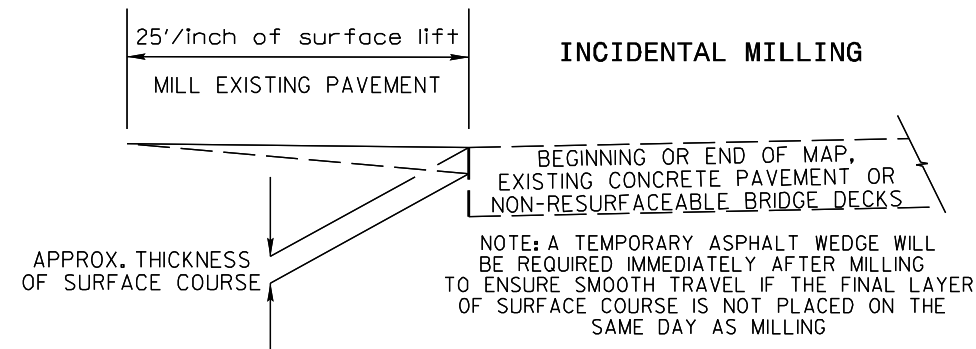 25'/inch of surface lift
INCIDENTAL MILLING
MILL EXISTING PAVEMENT
BEGINNING OR END OF MAP,
EXISTING CONCRETE PAVEMENT OR
NON-RESURFACEABLE BRIDGE DECKS
APPROX. THICKNESS
OF SURFACE COURSE
NOTE: A TEMPORARY ASPHALT WEDGE WILL
BE REQUIRED IMMEDIATELY AFTER MILLING
TO ENSURE SMOOTH TRAVEL IF THE FINAL LAYER
OF SURFACE COURSE IS NOT PLACED ON THE
SAME DAY AS MILLING